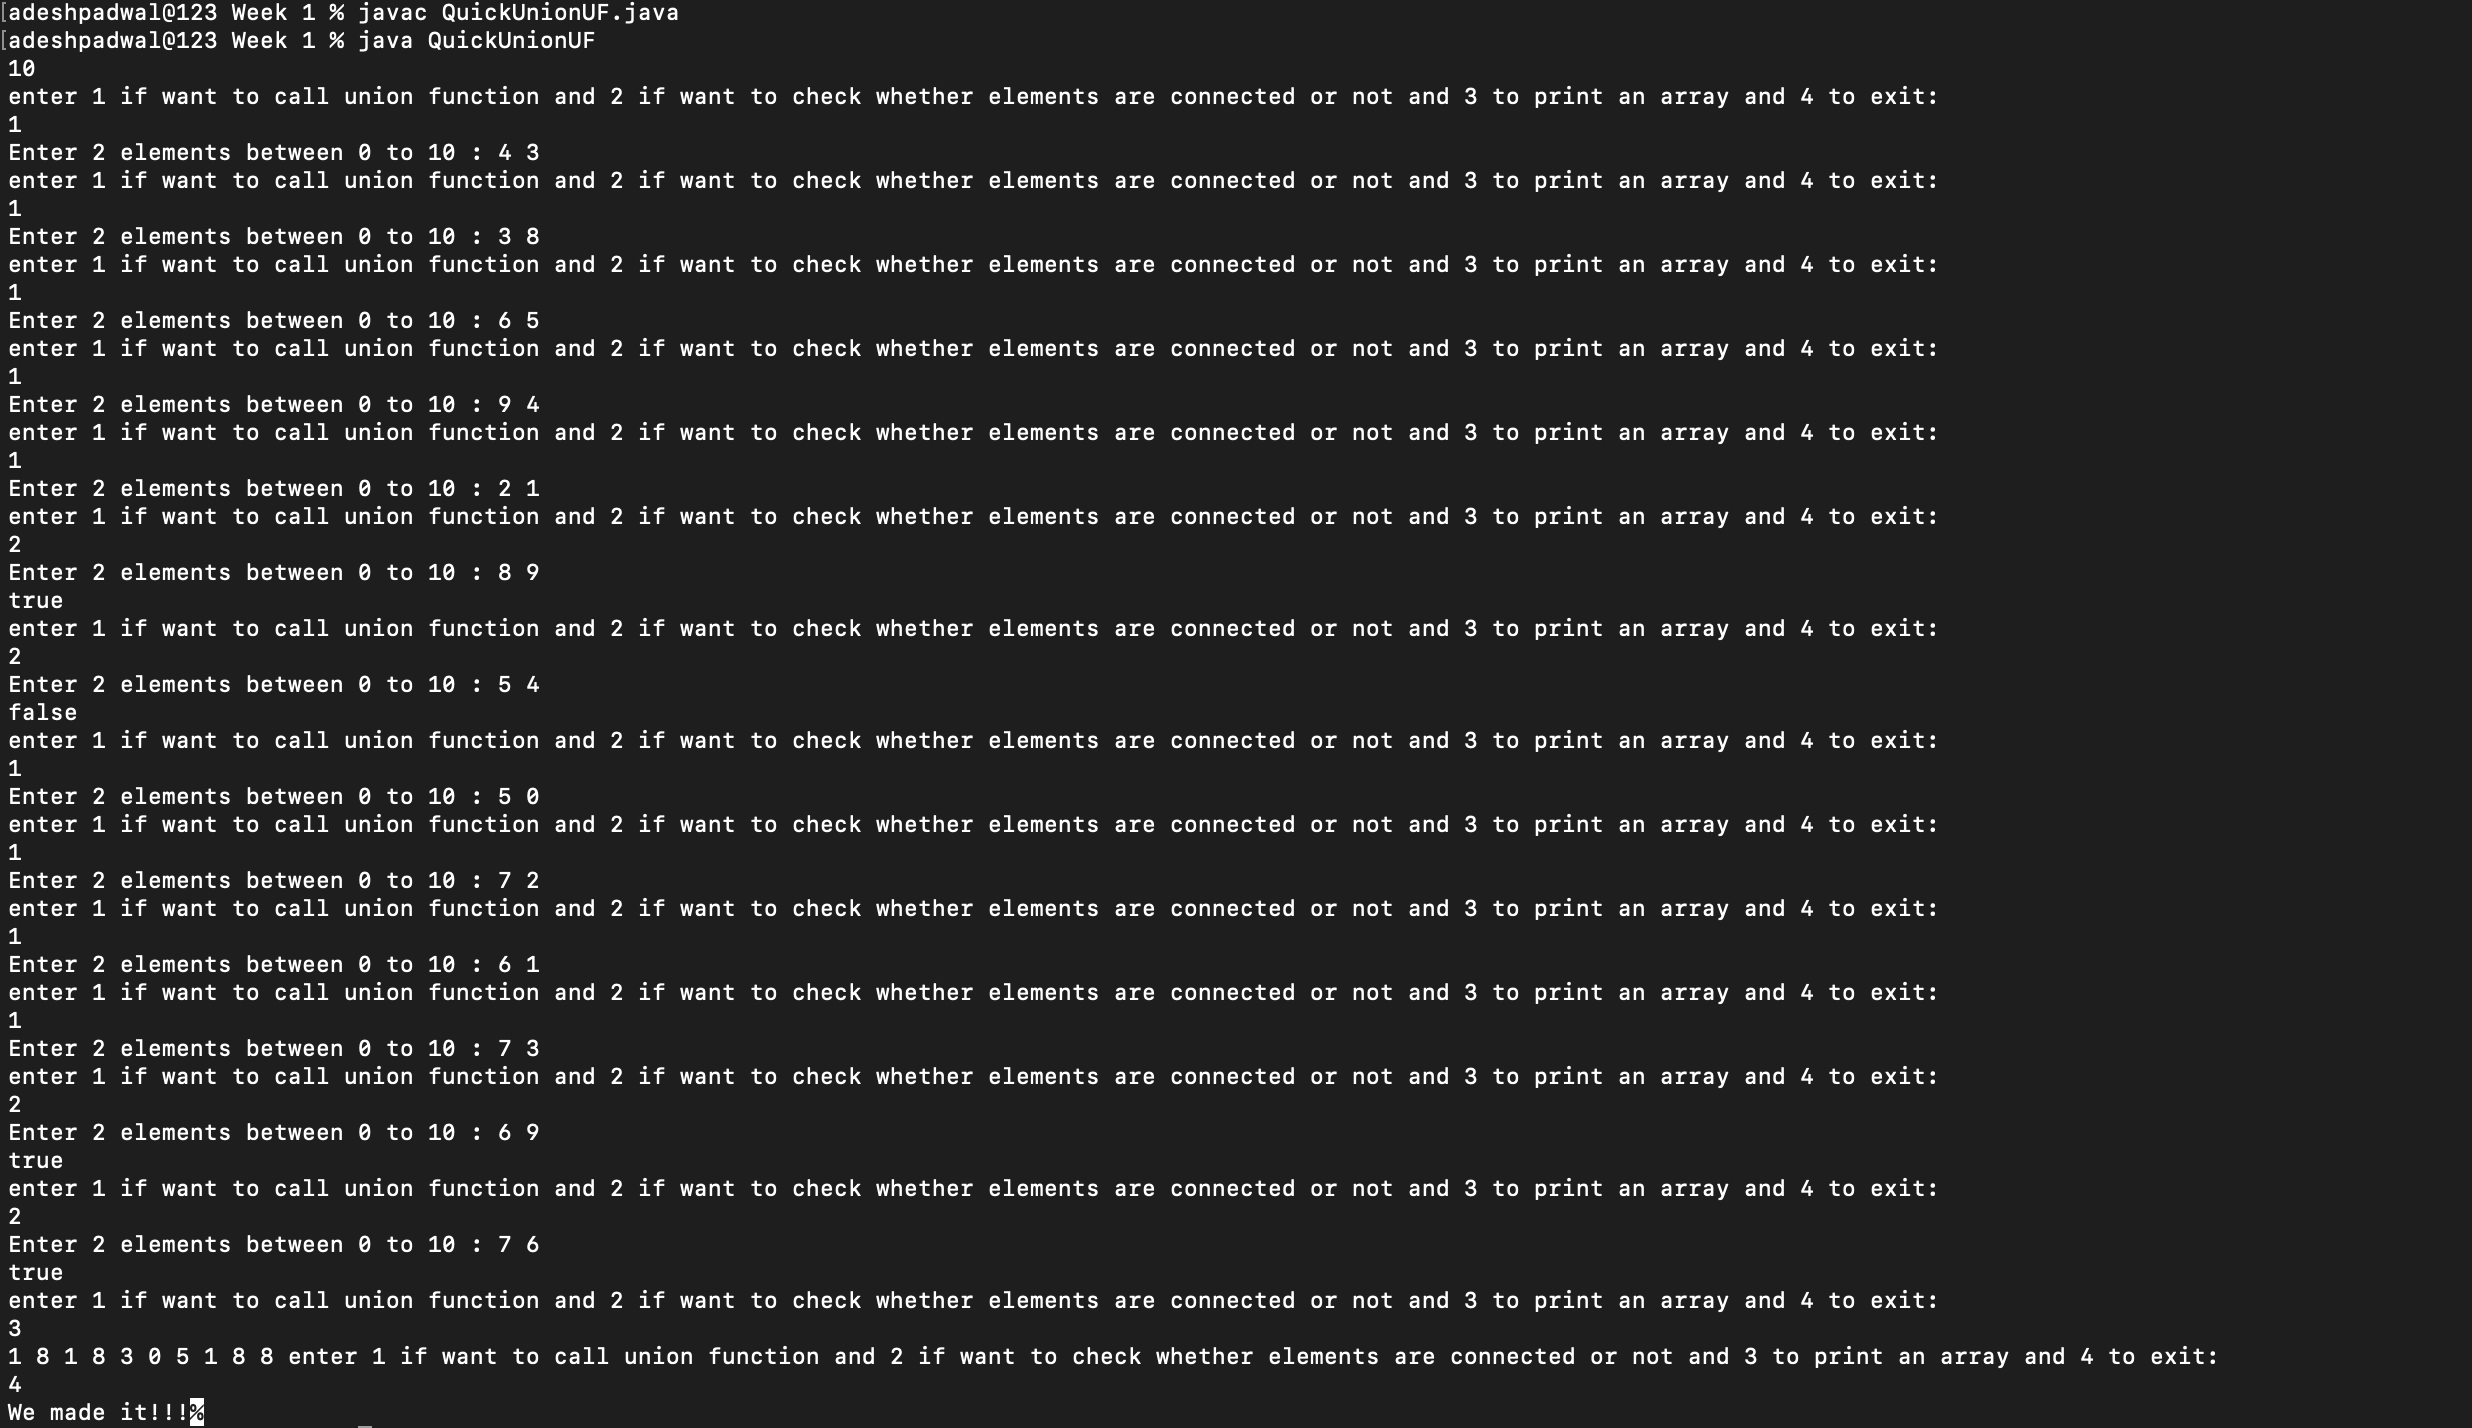 [adeshpadwal@123 Week 1 % javac QuickUnionUF.java
[adeshpadwal@123 Week 1 % java QuickUnionUF
10
enter 1 if want to call union function and 2 if want to check whether elements are connected or not and 3 to print an array and 4 to exit:
1
Enter 2 elements between 0 to 10 : 4 3
enter 1 if want to call union function and 2 if want to check whether elements are connected or not and 3 to print an array and 4 to exit:
1
Enter 2 elements between 0 to 10 : 3 8
enter 1 if want to call union function and 2 if want to check whether elements are connected or not and 3 to print an array and 4 to exit:
1
Enter 2 elements between 0 to 10 : 6 5
enter 1 if want to call union function and 2 if want to check whether elements are connected or not and 3 to print an array and 4 to exit:
1
Enter 2 elements between 0 to 10 : 9 4
enter 1 if want to call union function and 2 if want to check whether elements are connected or not and 3 to print an array and 4 to exit:
1
Enter 2 elements between 0 to 10 : 2 1
enter 1 if want to call union function and 2 if want to check whether elements are connected or not and 3 to print an array and 4 to exit:
2
Enter 2 elements between 0 to 10 : 8 9
true
enter 1 if want to call union function and 2 if want to check whether elements are connected or not and 3 to print an array and 4 to exit:
2
Enter 2 elements between 0 to 10 : 5 4
false
enter 1 if want to call union function and 2 if want to check whether elements are connected or not and 3 to print an array and 4 to exit:
1
Enter 2 elements between 0 to 10 : 5 0
enter 1 if want to call union function and 2 if want to check whether elements are connected or not and 3 to print an array and 4 to exit:
1
Enter 2 elements between 0 to 10 : 7 2
enter 1 if want to call union function and 2 if want to check whether elements are connected or not and 3 to print an array and 4 to exit:
1
Enter 2 elements between 0 to 10 : 6 1
enter 1 if want to call union function and 2 if want to check whether elements are connected or not and 3 to print an array and 4 to exit:
1
Enter 2 elements between 0 to 10 : 7 3
enter 1 if want to call union function and 2 if want to check whether elements are connected or not and 3 to print an array and 4 to exit:
2
Enter 2 elements between 0 to 10 : 6 9
true
enter 1 if want to call union function and 2 if want to check whether elements are connected or not and 3 to print an array and 4 to exit:
2
Enter 2 elements between 0 to 10 : 7 6
true
enter 1 if want to call union function and 2 if want to check whether elements are connected or not and 3 to print an array and 4 to exit:
3
1 8 1 8 3 0 5 1 8 8 enter 1 if want to call union function and 2 if want to check whether elements are connected or not and 3 to print an array and 4 to exit:
4
We made it!!!%